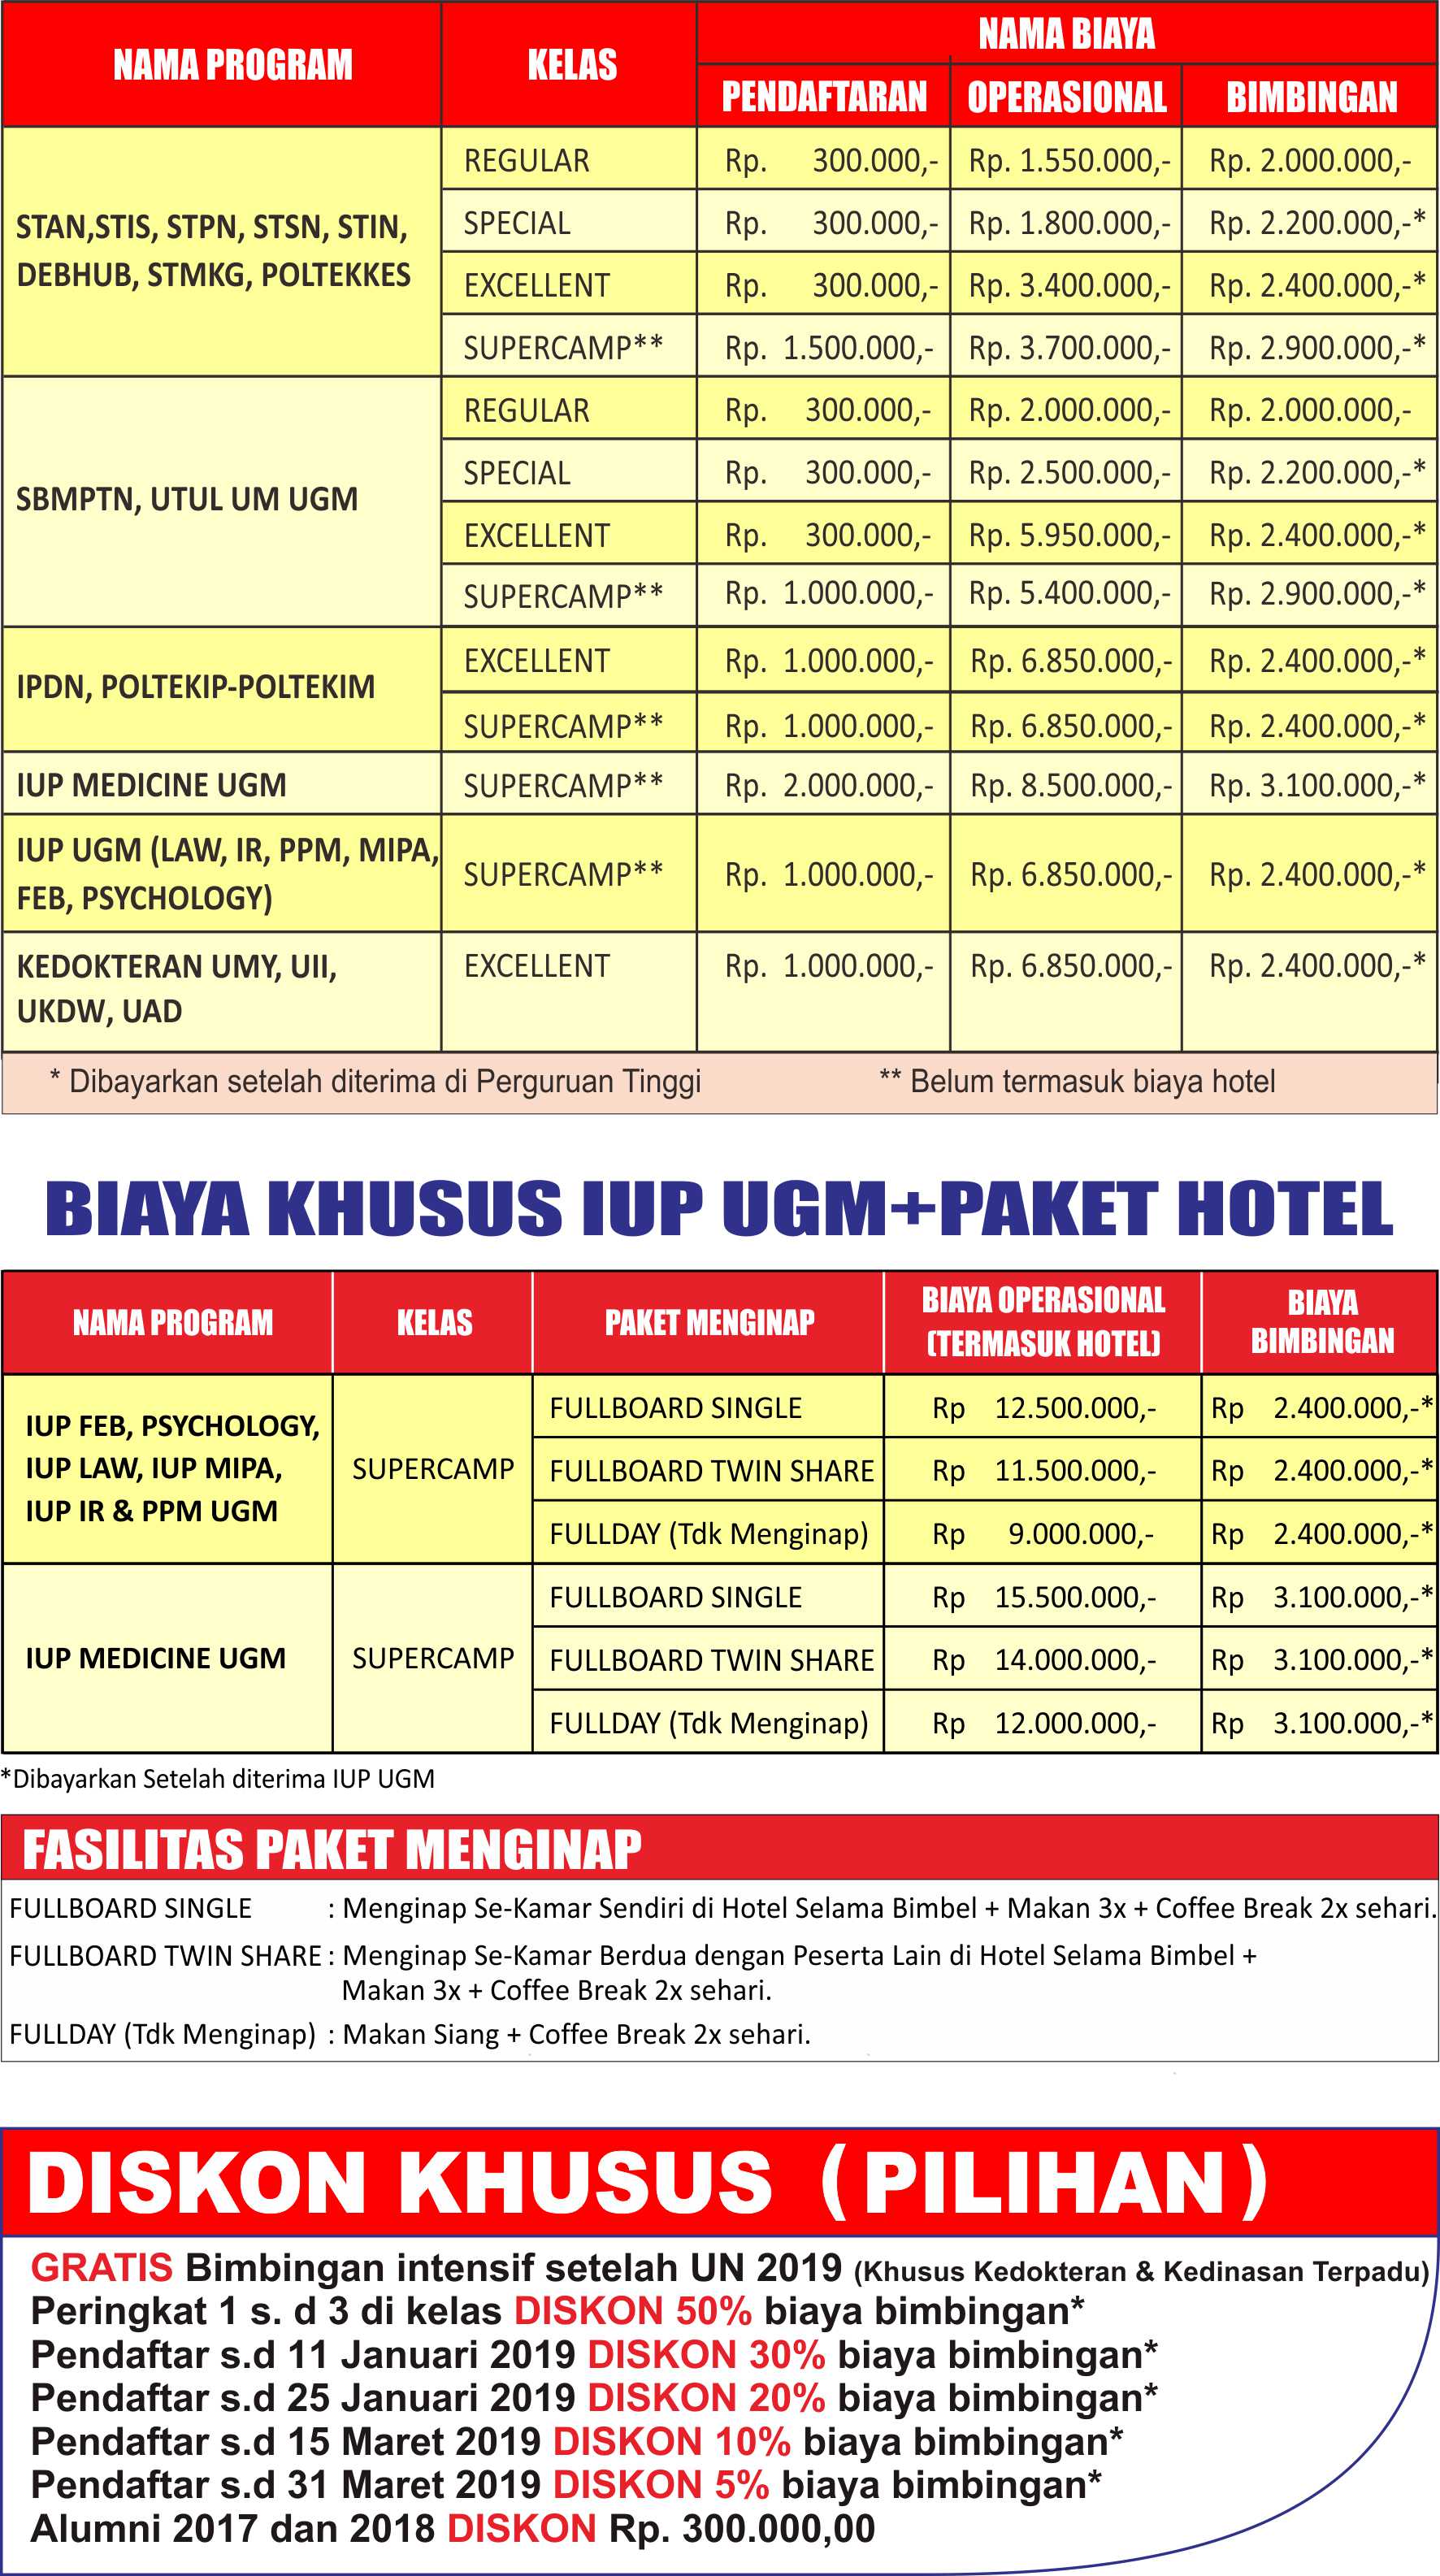 NAMA PROGRAM KELAS NAMA BIAYA
PENDAFTARAN OPERASIONAL BIMBINGAN
STAN,STIS, STPN, STSN, STIN,
DEBHUB, STMKG, POLTEKKES
REGULAR Rp. 300.000,- Rp. 1.550.000,- Rp. 2.000.000,-
SPECIAL Rp. 300.000,- Rp. 1.800.000,- Rp. 2.200.000,-*
EXCELLENT Rp. 300.000,- Rp. 3.400.000,- Rp. 2.400.000,-*
SUPERCAMP** Rp. 1.500.000,- Rp. 3.700.000,- Rp. 2.900.000,-*
SBMPTN, UTUL UM UGM
REGULAR Rp. 300.000,- Rp. 2.000.000,- Rp. 2.000.000,-
SPECIAL Rp. 300.000,- Rp. 2.500.000,- Rp. 2.200.000,-*
EXCELLENT Rp. 300.000,- Rp. 5.950.000,- Rp. 2.400.000,-*
SUPERCAMP** Rp. 1.000.000,- Rp. 5.400.000,- Rp. 2.900.000,-*
IPDN, POLTEKIP-POLTEKIM
EXCELLENT Rp. 1.000.000,- Rp. 6.850.000,- Rp. 2.400.000,-*
SUPERCAMP** Rp. 1.000.000,- Rp. 6.850.000,- Rp. 2.400.000,-*
IUP MEDICINE UGM SUPERCAMP** Rp. 2.000.000,- Rp. 8.500.000,- Rp. 3.100.000,-*
IUP UGM (LAW, IR, PPM, MIPA,
FEB, PSYCHOLOGY)
SUPERCAMP** Rp. 1.000.000,- Rp. 6.850.000,- Rp. 2.400.000,-*
KEDOKTERAN UMY, UII,
UKDW, UAD
EXCELLENT Rp. 1.000.000,- Rp. 6.850.000,- Rp. 2.400.000,-*
* Dibayarkan setelah diterima di Perguruan Tinggi ** Belum termasuk biaya hotel
BIAYA KHUSUS IUP UGM+PAKET HOTEL
NAMA PROGRAM KELAS PAKET MENGINAP BIAYA OPERASIONAL
(TERMASUK HOTEL) BIAYA
BIMBINGAN
IUP FEB, PSYCHOLOGY,
IUP LAW, IUP MIPA,
IUP IR & PPM UGM
SUPERCAMP
FULLBOARD SINGLE Rp 12.500.000,- Rp 2.400.000,-*
FULLBOARD TWIN SHARE Rp 11.500.000,- Rp 2.400.000,-*
FULLDAY (Tdk Menginap) Rp 9.000.000,- Rp 2.400.000,-*
IUP MEDICINE UGM
SUPERCAMP
FULLBOARD SINGLE Rp 15.500.000,- Rp 3.100.000,-*
FULLBOARD TWIN SHARE Rp 14.000.000,- Rp 3.100.000,-*
FULLDAY (Tdk Menginap) Rp 12.000.000,- Rp 3.100.000,-*
*Dibayarkan Setelah diterima IUP UGM
FASILITAS PAKET MENGINAP
FULLBOARD SINGLE : Menginap Se-Kamar Sendiri di Hotel Selama Bimbel + Makan 3x + Coffee Break 2x sehari.
FULLBOARD TWIN SHARE : Menginap Se-Kamar Berdua dengan Peserta Lain di Hotel Selama Bimbel +
Makan 3x + Coffee Break 2x sehari.
FULLDAY (Tdk Menginap) : Makan Siang + Coffee Break 2x sehari.
DISKON KHUSUS (PILIHAN)
GRATIS Bimbingan intensif setelah UN 2019 (Khusus Kedokteran & Kedinasan Terpadu)
Peringkat 1 s. d 3 di kelas DISKON 50% biaya bimbingan*
Pendaftar s.d 11 Januari 2019 DISKON 30% biaya bimbingan*
Pendaftar s.d 25 Januari 2019 DISKON 20% biaya bimbingan*
Pendaftar s.d 15 Maret 2019 DISKON 10% biaya bimbingan*
Pendaftar s.d 31 Maret 2019 DISKON 5% biaya bimbingan*
Alumni 2017 dan 2018 DISKON Rp. 300.000,00